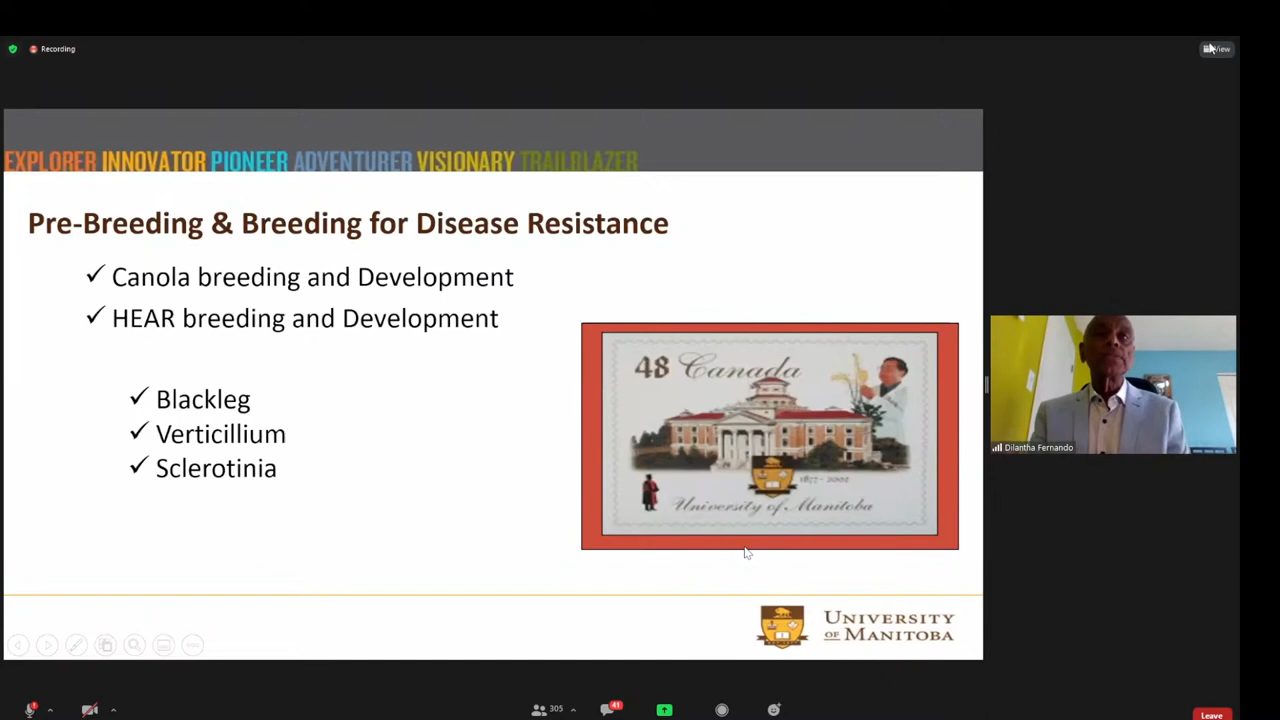 Recording
View
EXPLORER INNOVATOR PIONEER ADVENTURER VISIONARY TRAILBLAZER
Pre-Breeding & Breeding for Disease Resistance
✓ Canola breeding and Development
✓ HEAR breeding and Development
✓ Blackleg
✓ Verticillium
✓ Sclerotinia
48 Canada
1877 - 2002
University of Manitoba
Dilantha Fernando
UNIVERSITY
OF MANITOBA
305
41
Leave